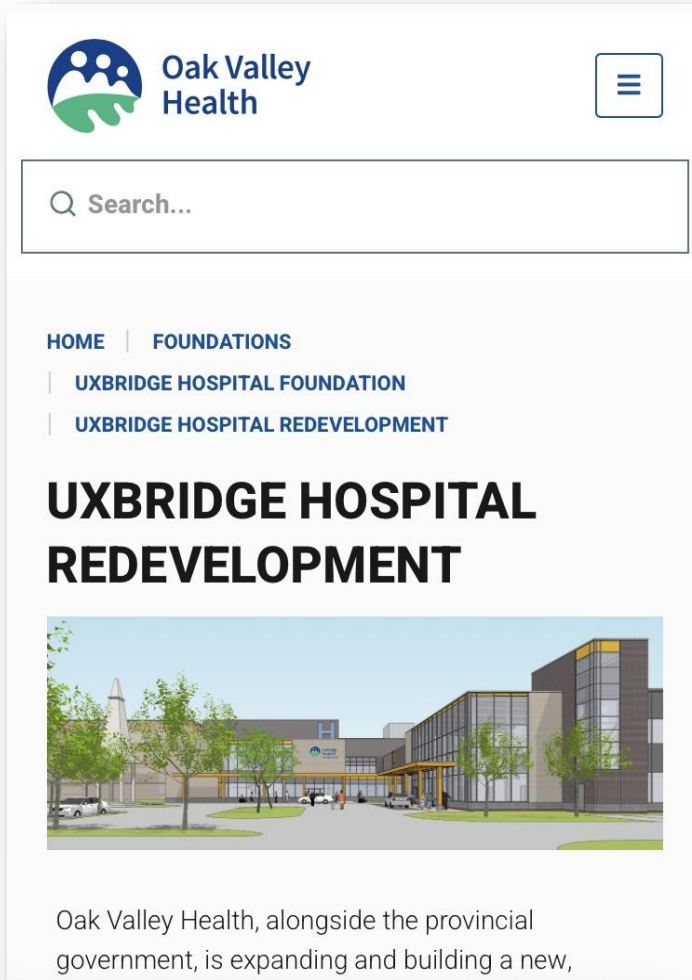 Oak Valley
Health
Search...
HOME
FOUNDATIONS
UXBRIDGE HOSPITAL FOUNDATION
UXBRIDGE HOSPITAL REDEVELOPMENT
UXBRIDGE HOSPITAL
REDEVELOPMENT
H
Oak Valley Health, alongside the provincial
government, is expanding and building a new,